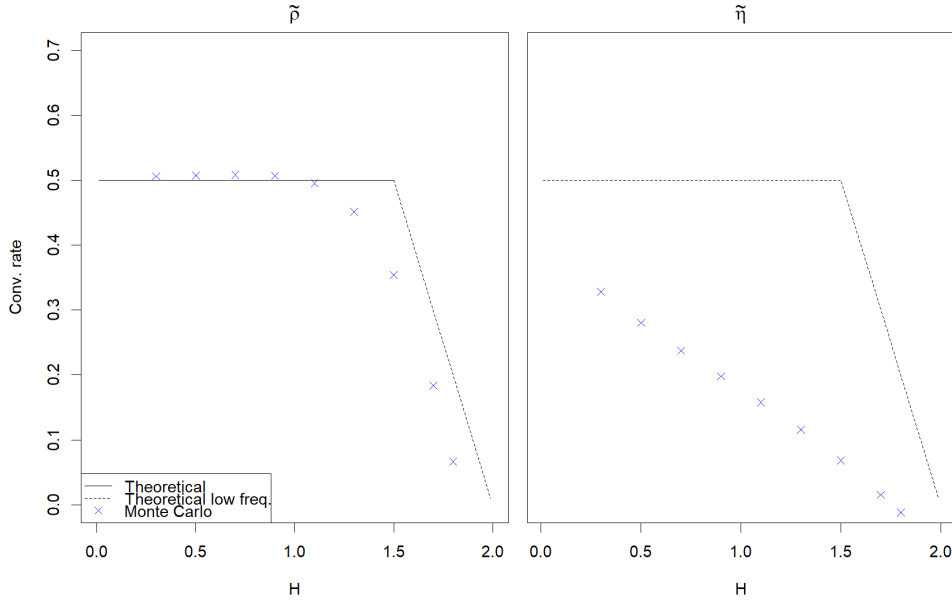 ρ̃
η̃
0.7
0.6
0.5
0.4
0.3
0.2
0.1
0.0
Conv. rate
Theoretical
Theoretical low freq.
Monte Carlo
0.0 0.5 1.0 1.5 2.0
0.0 0.5 1.0 1.5 2.0
H
H